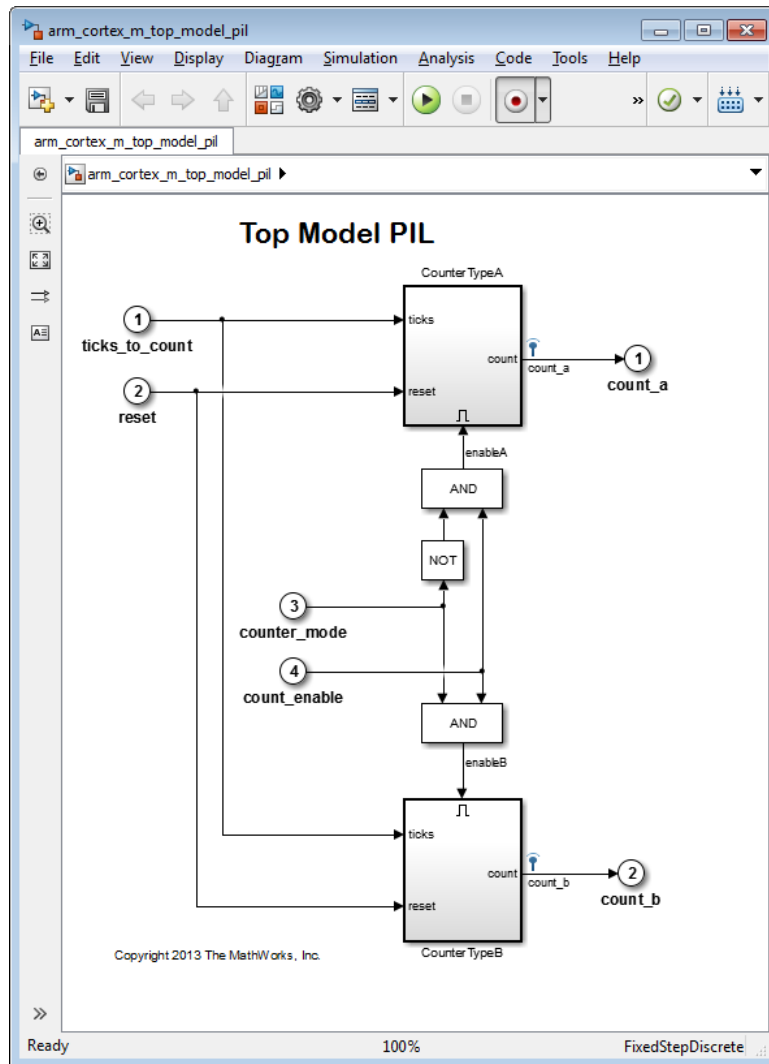 arm_cortex_m_top_model_pil
File Edit View Display Diagram Simulation Analysis Code Tools Help
»
arm_cortex_m_top_model_pil
arm_cortex_m_top_model_pil
Top Model PIL
CounterTypeA
1
ticks
ticks_to_count
count
1
count_a
count_a
2
reset
reset
enableA
AND
NOT
3
counter_mode
4
count_enable
AND
enableB
ticks
count
2
count_b
count_b
reset
Copyright 2013 The MathWorks, Inc.
CounterTypeB
»
Ready 100% FixedStepDiscrete